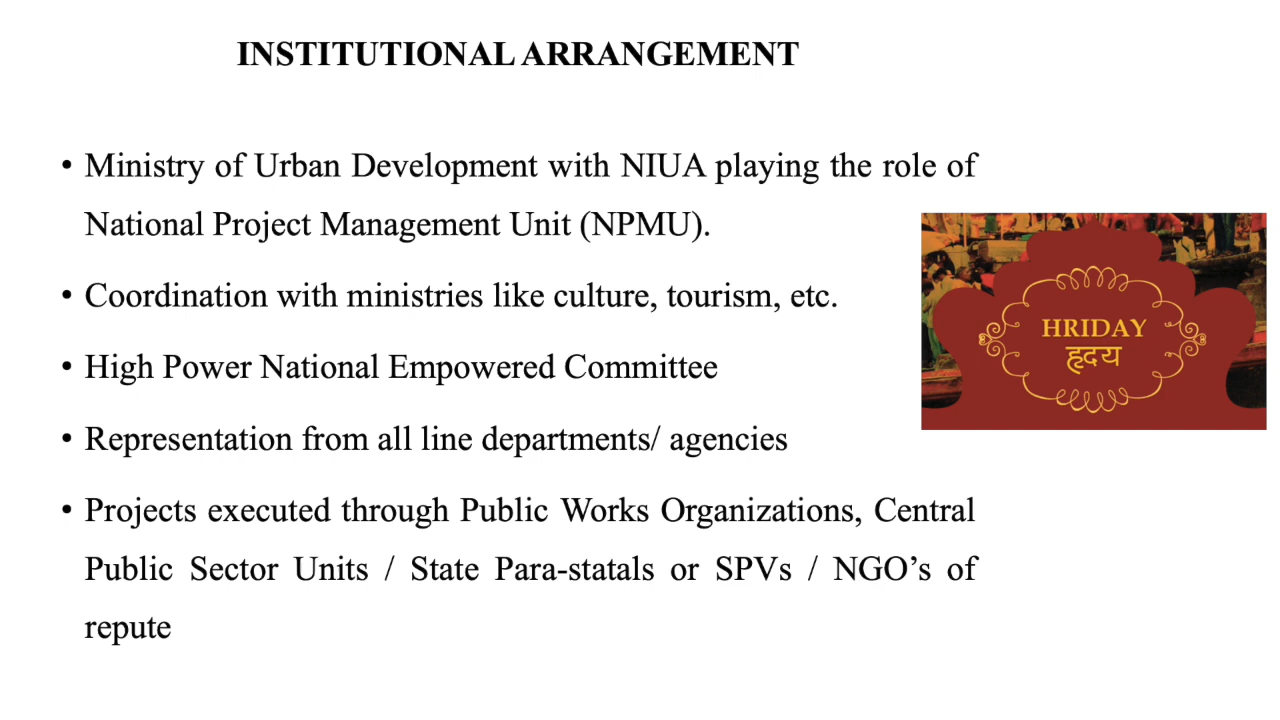 INSTITUTIONAL ARRANGEMENT
• Ministry of Urban Development with NIUA playing the role of
National Project Management Unit (NPMU).
• Coordination with ministries like culture, tourism, etc.
HRIDAY
हृदय
• High Power National Empowered Committee
• Representation from all line departments/ agencies
• Projects executed through Public Works Organizations, Central
Public Sector Units / State Para-statals or SPVs / NGO’s of
repute